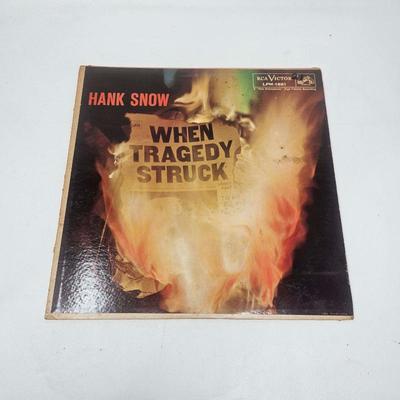 RCA VICTOR
LPM-1861
HANK SNOW
WHEN
TRAGEDY
STRUCK